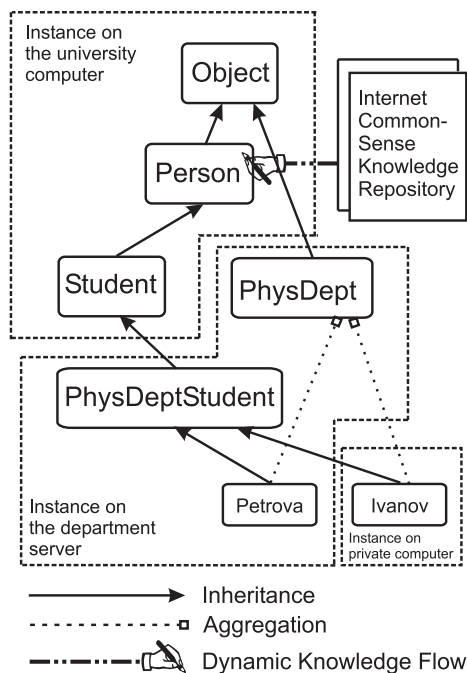 Instance on
the university
computer
Object
Internet
Common-
Sense
Knowledge
Repository
Person
Student
PhysDept
PhysDeptStudent
Petrova
Ivanov
Instance on
the department
server
Instance on
private computer
Inheritance
Aggregation
Dynamic Knowledge Flow